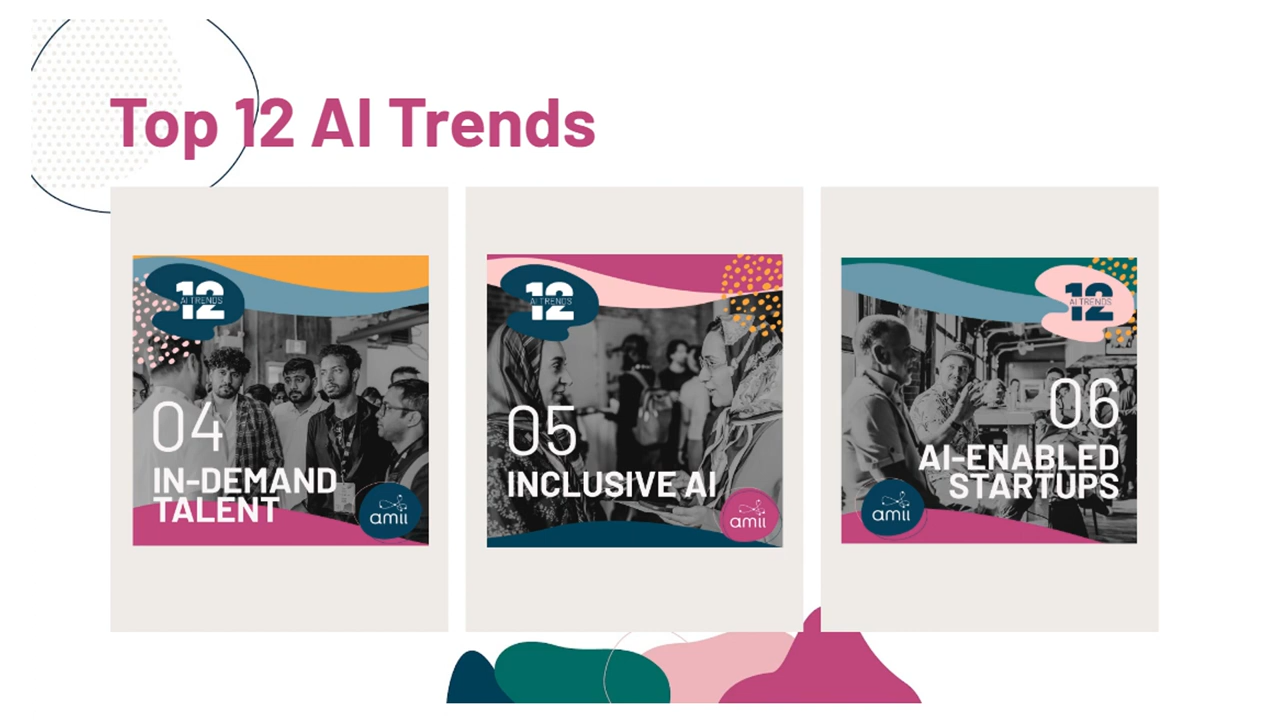 Top 12 AI Trends
12
AI TRENDS
04
IN-DEMAND
TALENT
amii
12
AI TRENDS
05
INCLUSIVE AI
amii
12
AI TRENDS
06
AI-ENABLED
STARTUPS
amii